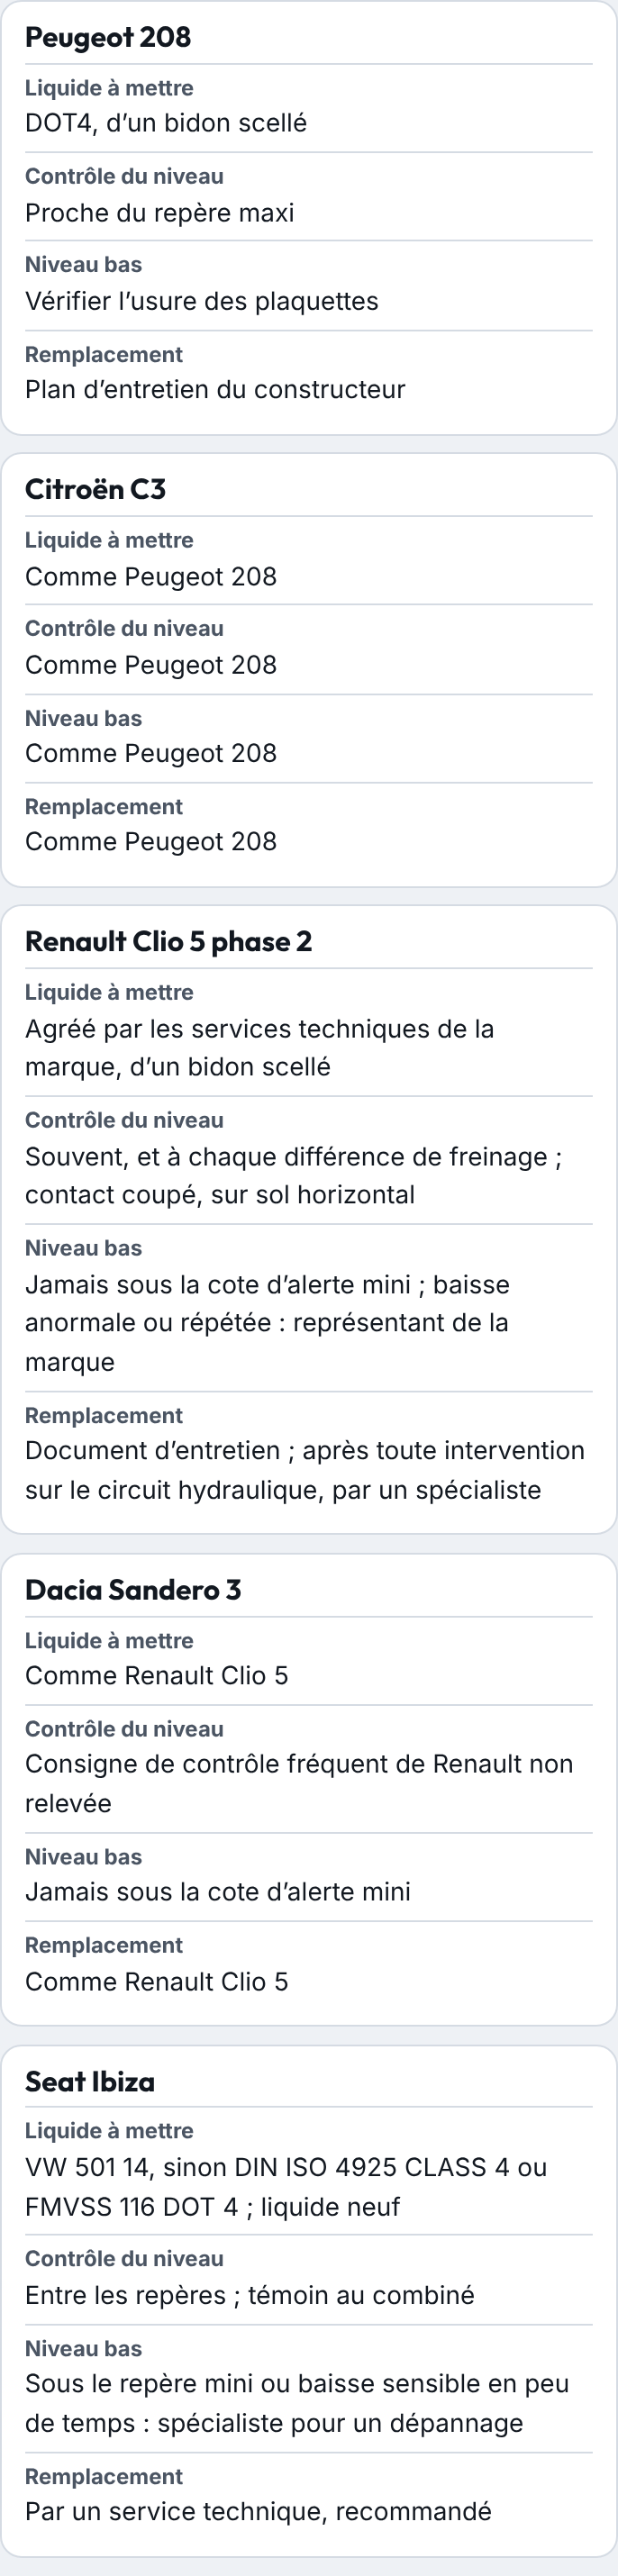 Peugeot 208
Liquide à mettre
DOT4, d’un bidon scellé
Contrôle du niveau
Proche du repère maxi
Niveau bas
Vérifier l’usure des plaquettes
Remplacement
Plan d’entretien du constructeur
Citroën C3
Liquide à mettre
Comme Peugeot 208
Contrôle du niveau
Comme Peugeot 208
Niveau bas
Comme Peugeot 208
Remplacement
Comme Peugeot 208
Renault Clio 5 phase 2
Liquide à mettre
Agréé par les services techniques de la
marque, d’un bidon scellé
Contrôle du niveau
Souvent, et à chaque différence de freinage ;
contact coupé, sur sol horizontal
Niveau bas
Jamais sous la cote d’alerte mini ; baisse
anormale ou répétée : représentant de la
marque
Remplacement
Document d’entretien ; après toute intervention
sur le circuit hydraulique, par un spécialiste
Dacia Sandero 3
Liquide à mettre
Comme Renault Clio 5
Contrôle du niveau
Consigne de contrôle fréquent de Renault non
relevée
Niveau bas
Jamais sous la cote d’alerte mini
Remplacement
Comme Renault Clio 5
Seat Ibiza
Liquide à mettre
VW 501 14, sinon DIN ISO 4925 CLASS 4 ou
FMVSS 116 DOT 4 ; liquide neuf
Contrôle du niveau
Entre les repères ; témoin au combiné
Niveau bas
Sous le repère mini ou baisse sensible en peu
de temps : spécialiste pour un dépannage
Remplacement
Par un service technique, recommandé